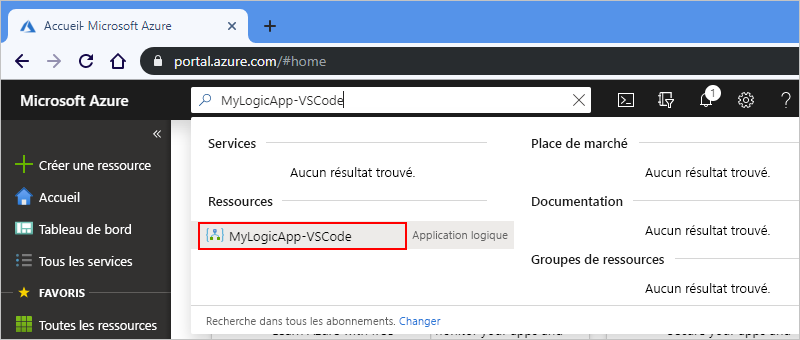 Accueil- Microsoft Azure
portal.azure.com/#home
Microsoft Azure
MyLogicApp-VSCode
1
Services
Aucun résultat trouvé.
Ressources
MyLogicApp-VSCode Application logique
Place de marché
Aucun résultat trouvé.
Documentation
Aucun résultat trouvé.
Groupes de ressources
Aucun résultat trouvé.
Recherche dans tous les abonnements. Changer
Créer une ressource
Accueil
Tableau de bord
Tous les services
FAVORIS
Toutes les ressources